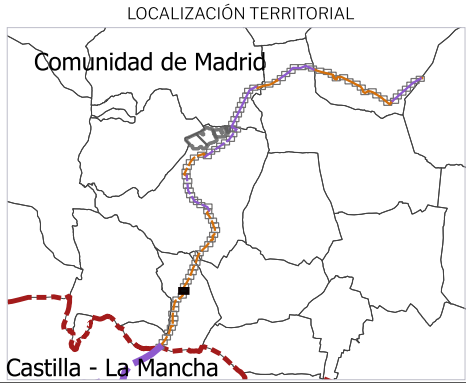 LOCALIZACIÓN TERRITORIAL
Comunidad de Madrid
Castilla - La Mancha